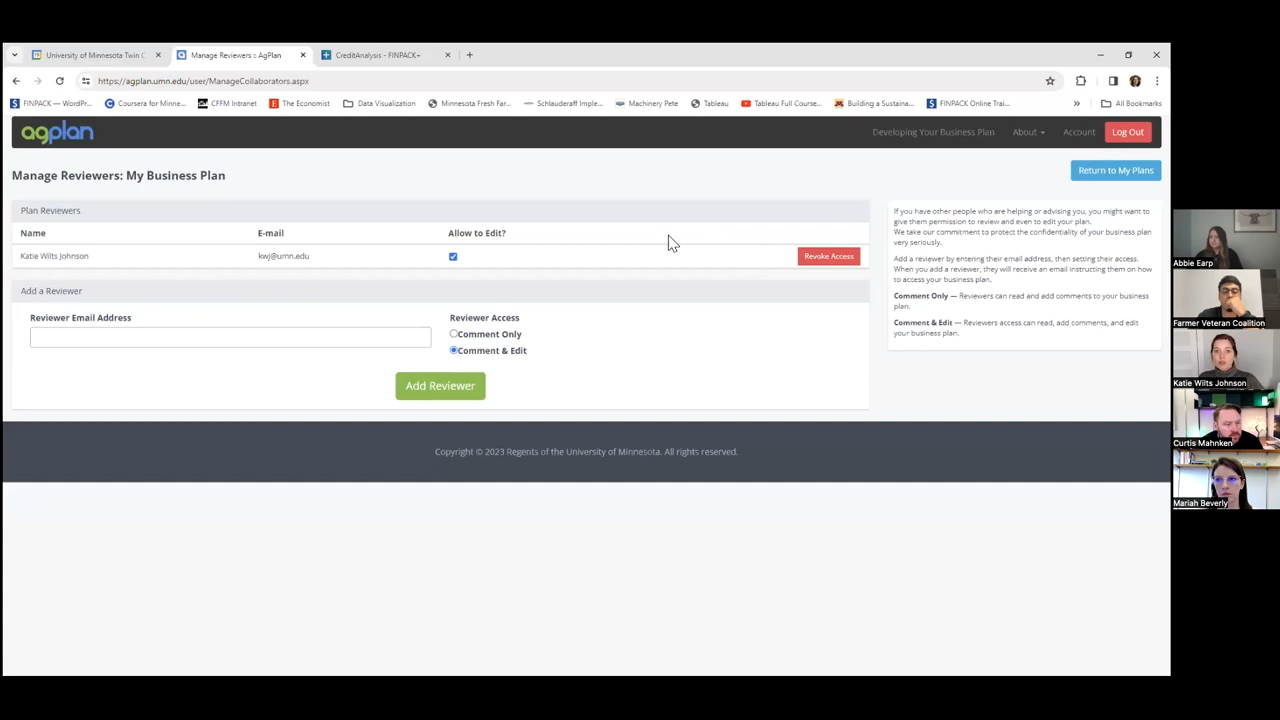 University of Minnesota Twin C
Manage Reviewers :: AgPlan
CreditAnalysis - FINPACK+
https://agplan.umn.edu/user/ManageCollaborators.aspx
FINPACK — WordPr...
Coursera for Minne...
CFFM Intranet
The Economist
Data Visualization
Minnesota Fresh Far...
Schlauderaff Imple...
Machinery Pete
Tableau
Tableau Full Course...
Building a Sustaina...
FINPACK Online Trai...
»
All Bookmarks
agplan
Developing Your Business Plan
About
Account
Log Out
Manage Reviewers: My Business Plan
Return to My Plans
Plan Reviewers
Name E-mail Allow to Edit?
Katie Wilts Johnson kwj@umn.edu Revoke Access
Add a Reviewer
Reviewer Email Address
Reviewer Access
Comment Only
Comment & Edit
Add Reviewer
If you have other people who are helping or advising you, you might want to
give them permission to review and even to edit your plan.
We take our commitment to protect the confidentiality of your business plan
very seriously.
Add a reviewer by entering their email address, then setting their access.
When you add a reviewer, they will receive an email instructing them on how
to access your business plan.
Comment Only — Reviewers can read and add comments to your business
plan.
Comment & Edit — Reviewers access can read, add comments, and edit
your business plan.
Copyright © 2023 Regents of the University of Minnesota. All rights reserved.
Abbie Earp
Farmer Veteran Coalition
Katie Wilts Johnson
Curtis Mahnken
Mariah Beverly